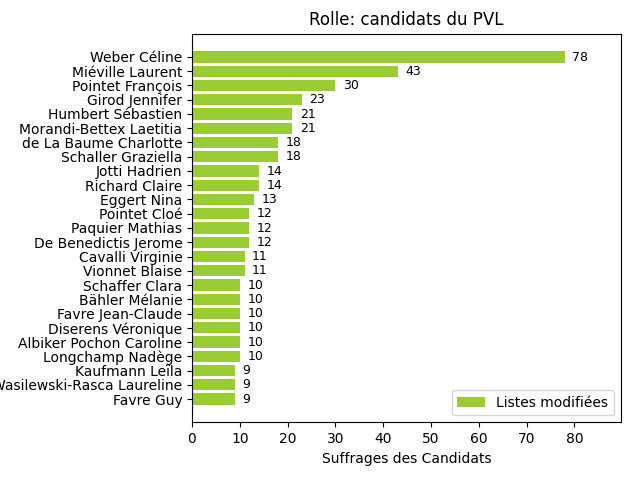 Rolle: candidats du PVL
Weber Céline 78
Miéville Laurent 43
Pointet François 30
Girod Jennifer 23
Humbert Sébastien 21
Morandi-Bettex Laetitia 21
de La Baume Charlotte 18
Schaller Graziella 18
Jotti Hadrien 14
Richard Claire 14
Eggert Nina 13
Pointet Cloé 12
Paquier Mathias 12
De Benedictis Jerome 12
Cavalli Virginie 11
Vionnet Blaise 11
Schaffer Clara 10
Bähler Mélanie 10
Favre Jean-Claude 10
Diserens Véronique 10
Albiker Pochon Caroline 10
Longchamp Nadège 10
Kaufmann Leïla 9
Wasilewski-Rasca Laureline 9
Favre Guy 9
Listes modifiées
0 10 20 30 40 50 60 70 80
Suffrages des Candidats